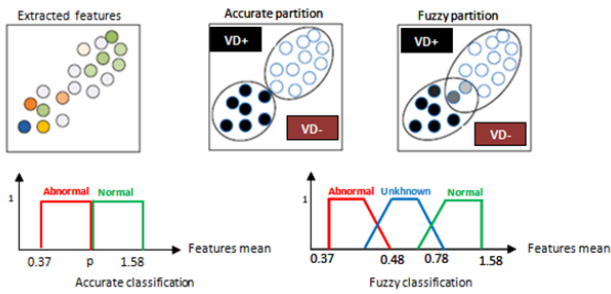 Extracted features
Accurate partition
Fuzzy partition
VD+
VD-
VD+
VD-
1
Abnormal
Normal
0.37
p
1.58
Features mean
Accurate classification
1
Abnormal
Unkhnown
Normal
0.37
0.48
0.78
1.58
Features mean
Fuzzy classification